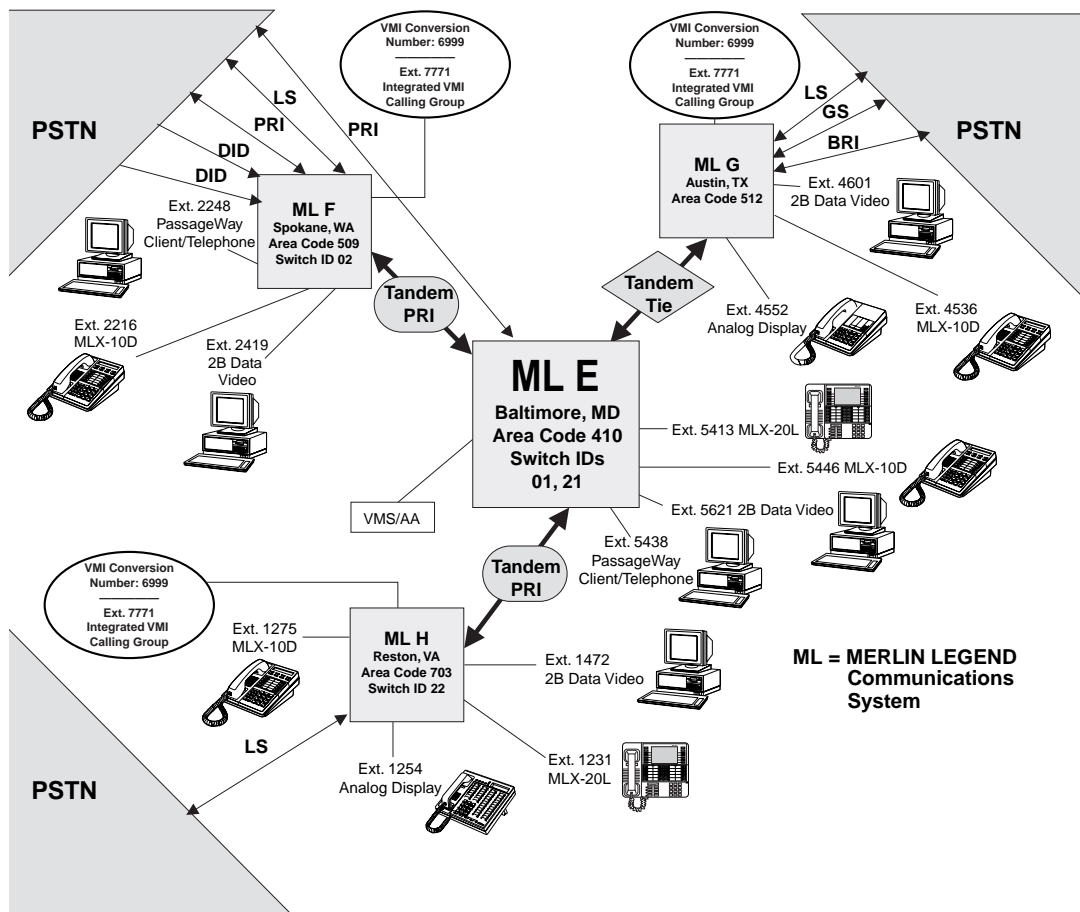 VMI Conversion
Number: 6999
Ext. 7771
Integrated VMI
Calling Group
VMI Conversion
Number: 6999
Ext. 7771
Integrated VMI
Calling Group
PSTN
LS
PRI
PRI
DID
DID
LS
GS
BRI
PSTN
ML F
Spokane, WA
Area Code 509
Switch ID 02
Ext. 2248
PassageWay
Client/Telephone
ML G
Austin, TX
Area Code 512
Ext. 4601
2B Data Video
Tandem
PRI
Tandem
Tie
Ext. 4552
Analog Display
Ext. 4536
MLX-10D
Ext. 2216
MLX-10D
Ext. 2419
2B Data
Video
ML E
Baltimore, MD
Area Code 410
Switch IDs
01, 21
Ext. 5413 MLX-20L
Ext. 5446 MLX-10D
Ext. 5621 2B Data Video
Ext. 5438
PassageWay
Client/Telephone
VMS/AA
Tandem
PRI
VMI Conversion
Number: 6999
Ext. 7771
Integrated VMI
Calling Group
Ext. 1275
MLX-10D
ML H
Reston, VA
Area Code 703
Switch ID 22
Ext. 1472
2B Data Video
ML = MERLIN LEGEND
Communications
System
LS
PSTN
Ext. 1254
Analog Display
Ext. 1231
MLX-20L